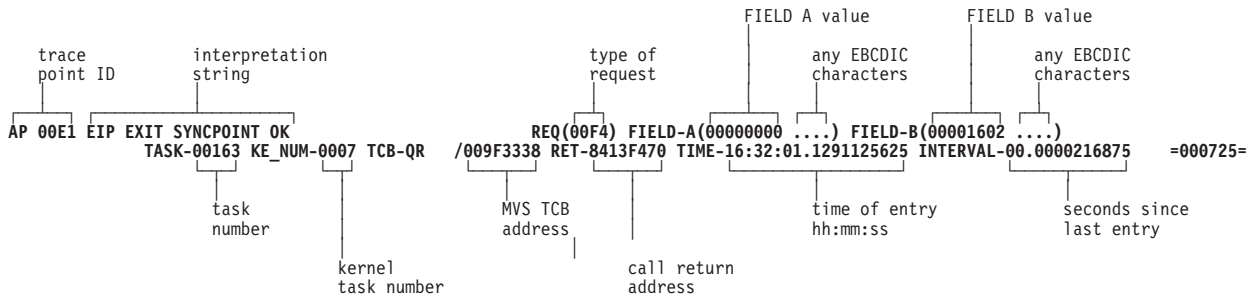 FIELD A value FIELD B value
trace interpretation type of any EBCDIC any EBCDIC
point ID string request characters characters
AP 00E1 EIP EXIT SYNCPOINT OK REQ(00F4) FIELD-A(00000000 ....) FIELD-B(00001602 ....)
TASK-00163 KE_NUM-0007 TCB-QR /009F3338 RET-8413F470 TIME-16:32:01.1291125625 INTERVAL-00.0000216875 =000725=
task MVS TCB time of entry seconds since
number address hh:mm:ss last entry
kernel call return
task number address